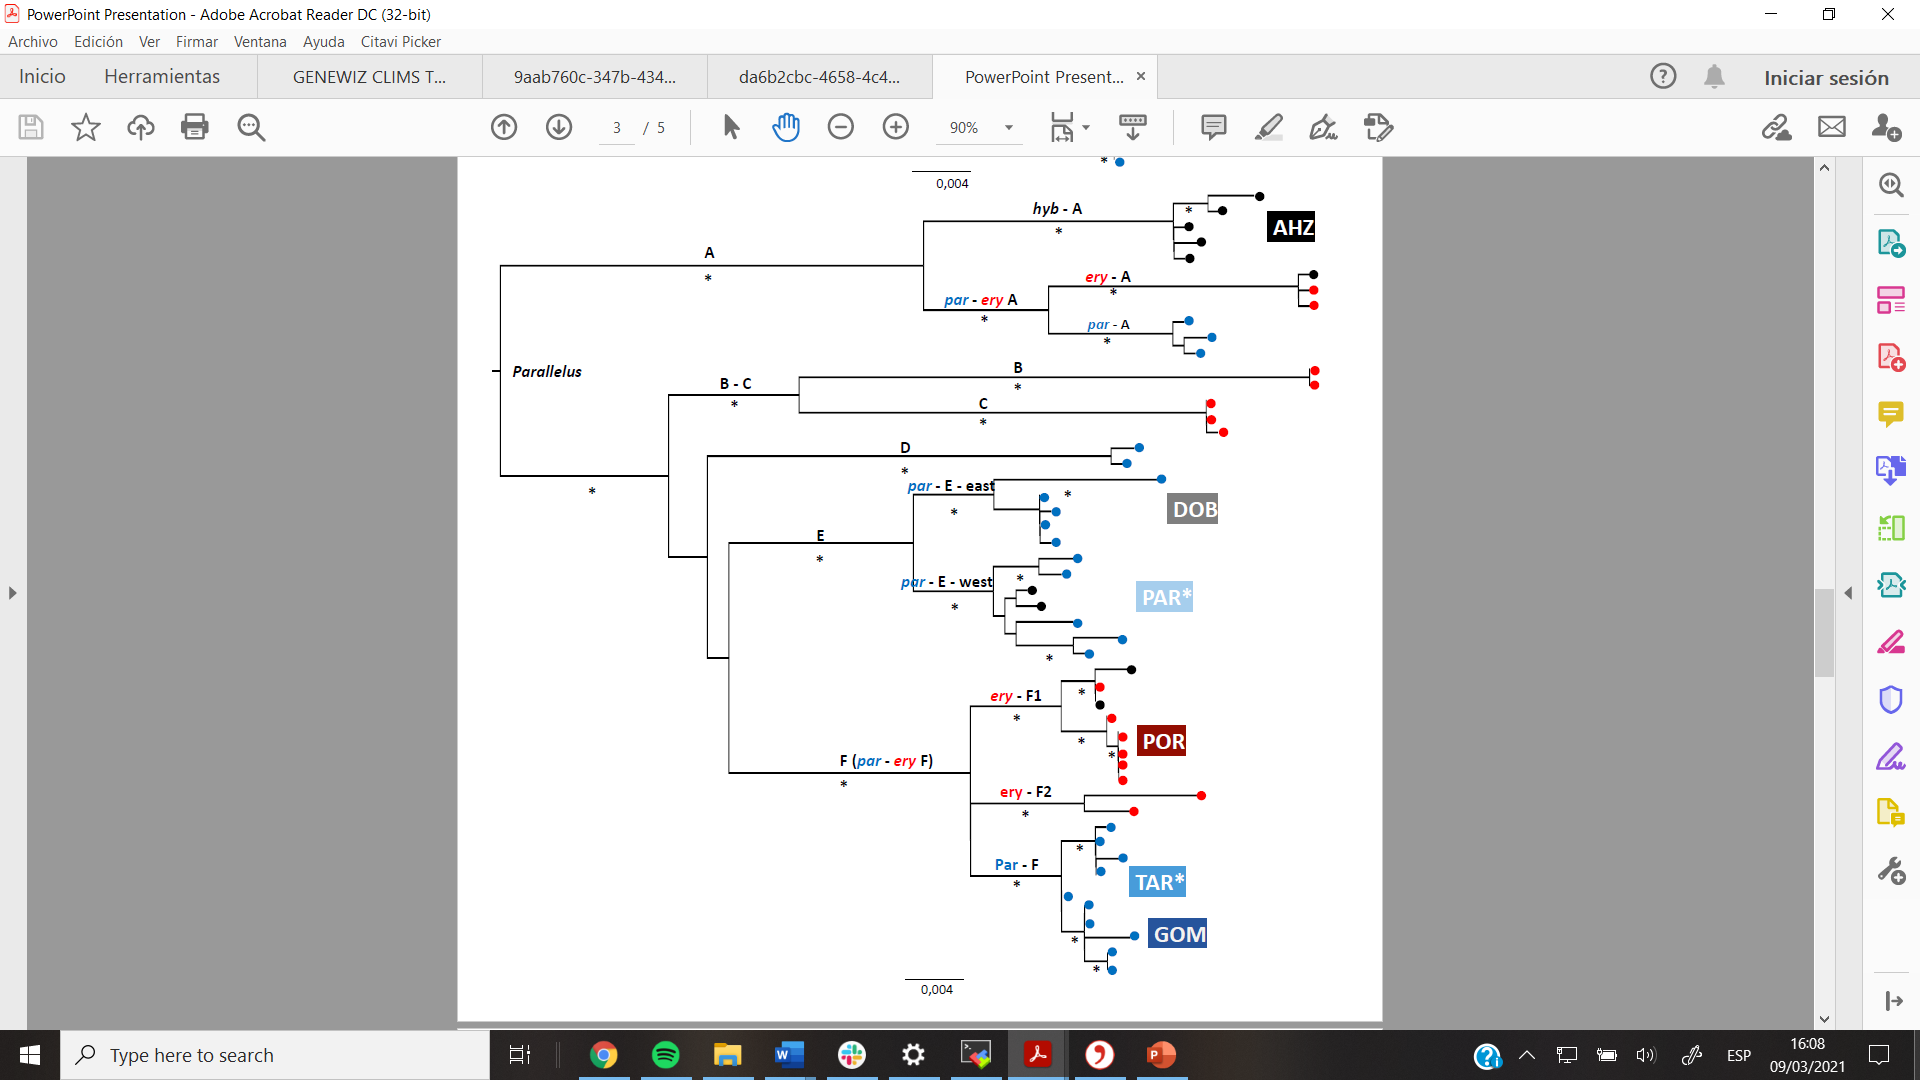 PowerPoint Presentation - Adobe Acrobat Reader DC (32-bit)
Archivo Edición Ver Firmar Ventana Ayuda Citavi Picker
Inicio Herramientas GENEWIZ CLIMS T... 9aab760c-347b-434... da6b2cbc-4658-4c4... PowerPoint Present... × Iniciar sesión
3 / 5 90%
*
0,004
hyb - A
*
*
AHZ
A
*
ery - A
*
par - ery A
*
par - A
*
Parallelus
B
*
B - C
*
C
*
D
*
*
par - E - east
*
*
DOB
E
*
par - E - west
*
*
PAR*
*
ery - F1
*
*
*
*
POR
F (par - ery F)
*
ery - F2
*
Par - F
*
*
TAR*
GOM
*
*
0,004
Type here to search
ESP
16:08
09/03/2021